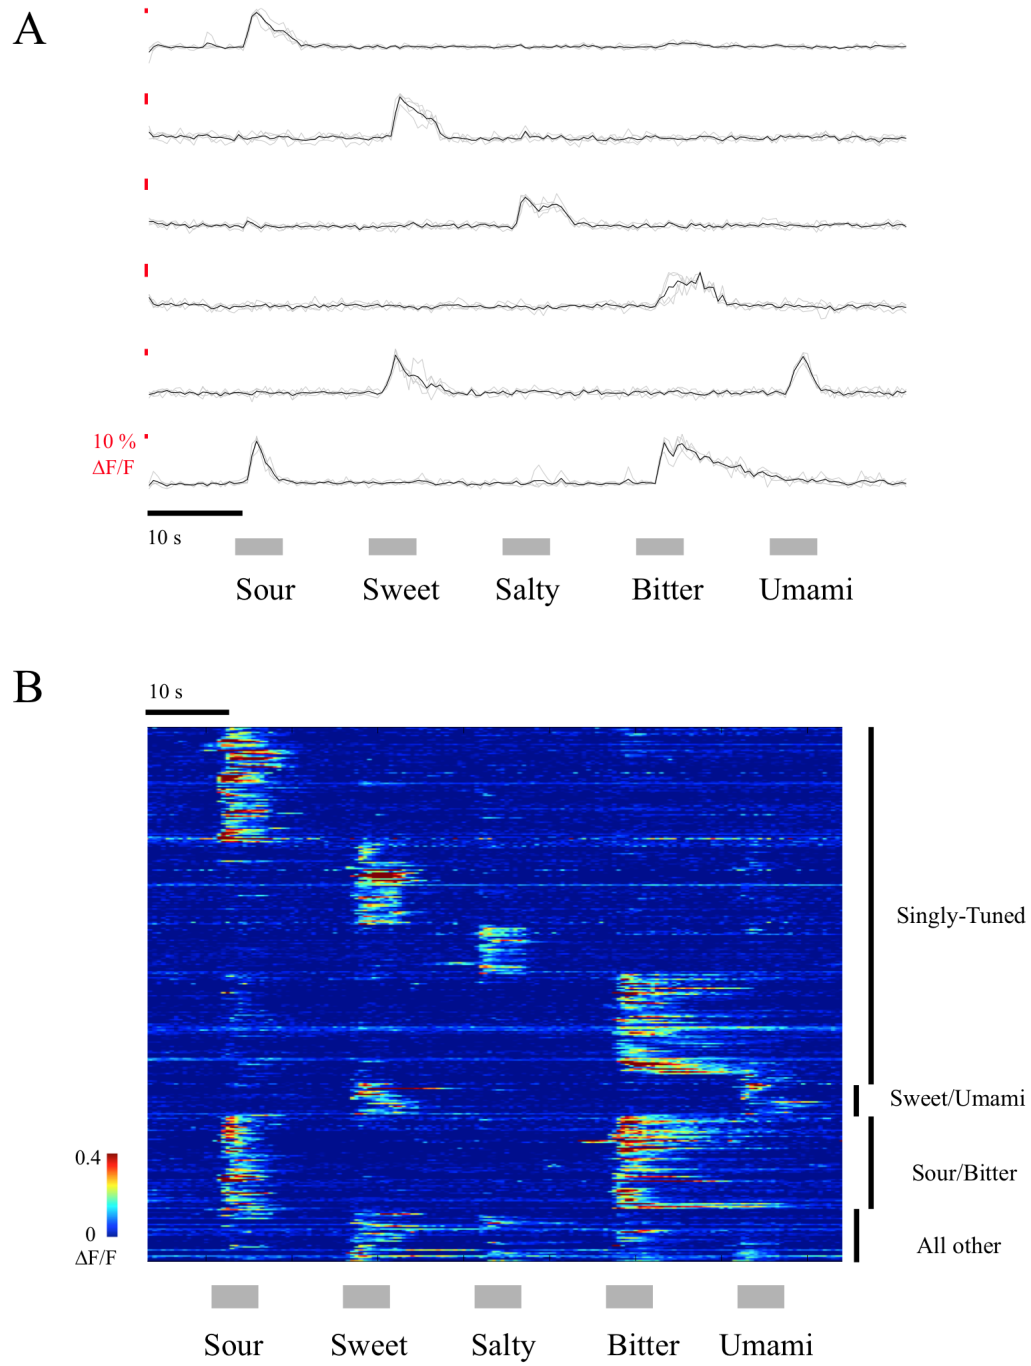 A
10 %
ΔF/F
10 s
Sour Sweet Salty Bitter Umami
B
10 s
Singly-Tuned
Sweet/Umami
Sour/Bitter
All other
0.4
0
ΔF/F
Sour Sweet Salty Bitter Umami